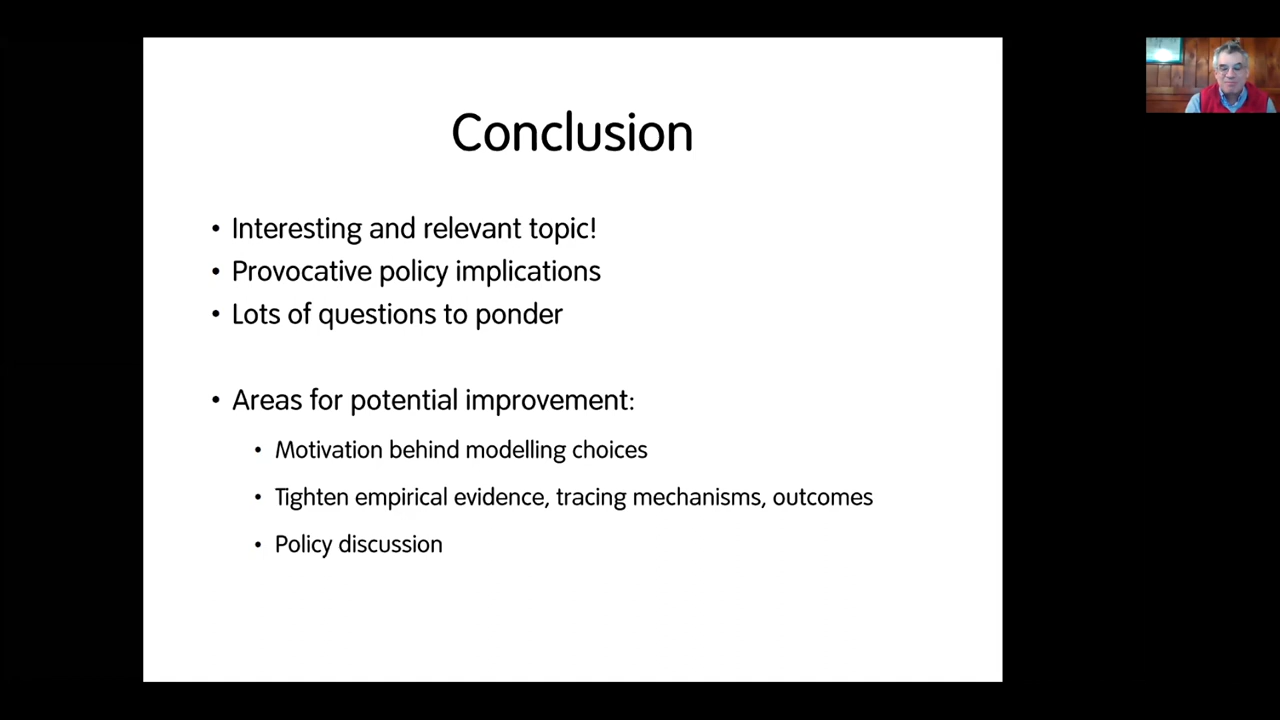 Conclusion
• Interesting and relevant topic!
• Provocative policy implications
• Lots of questions to ponder
• Areas for potential improvement:
• Motivation behind modelling choices
• Tighten empirical evidence, tracing mechanisms, outcomes
• Policy discussion